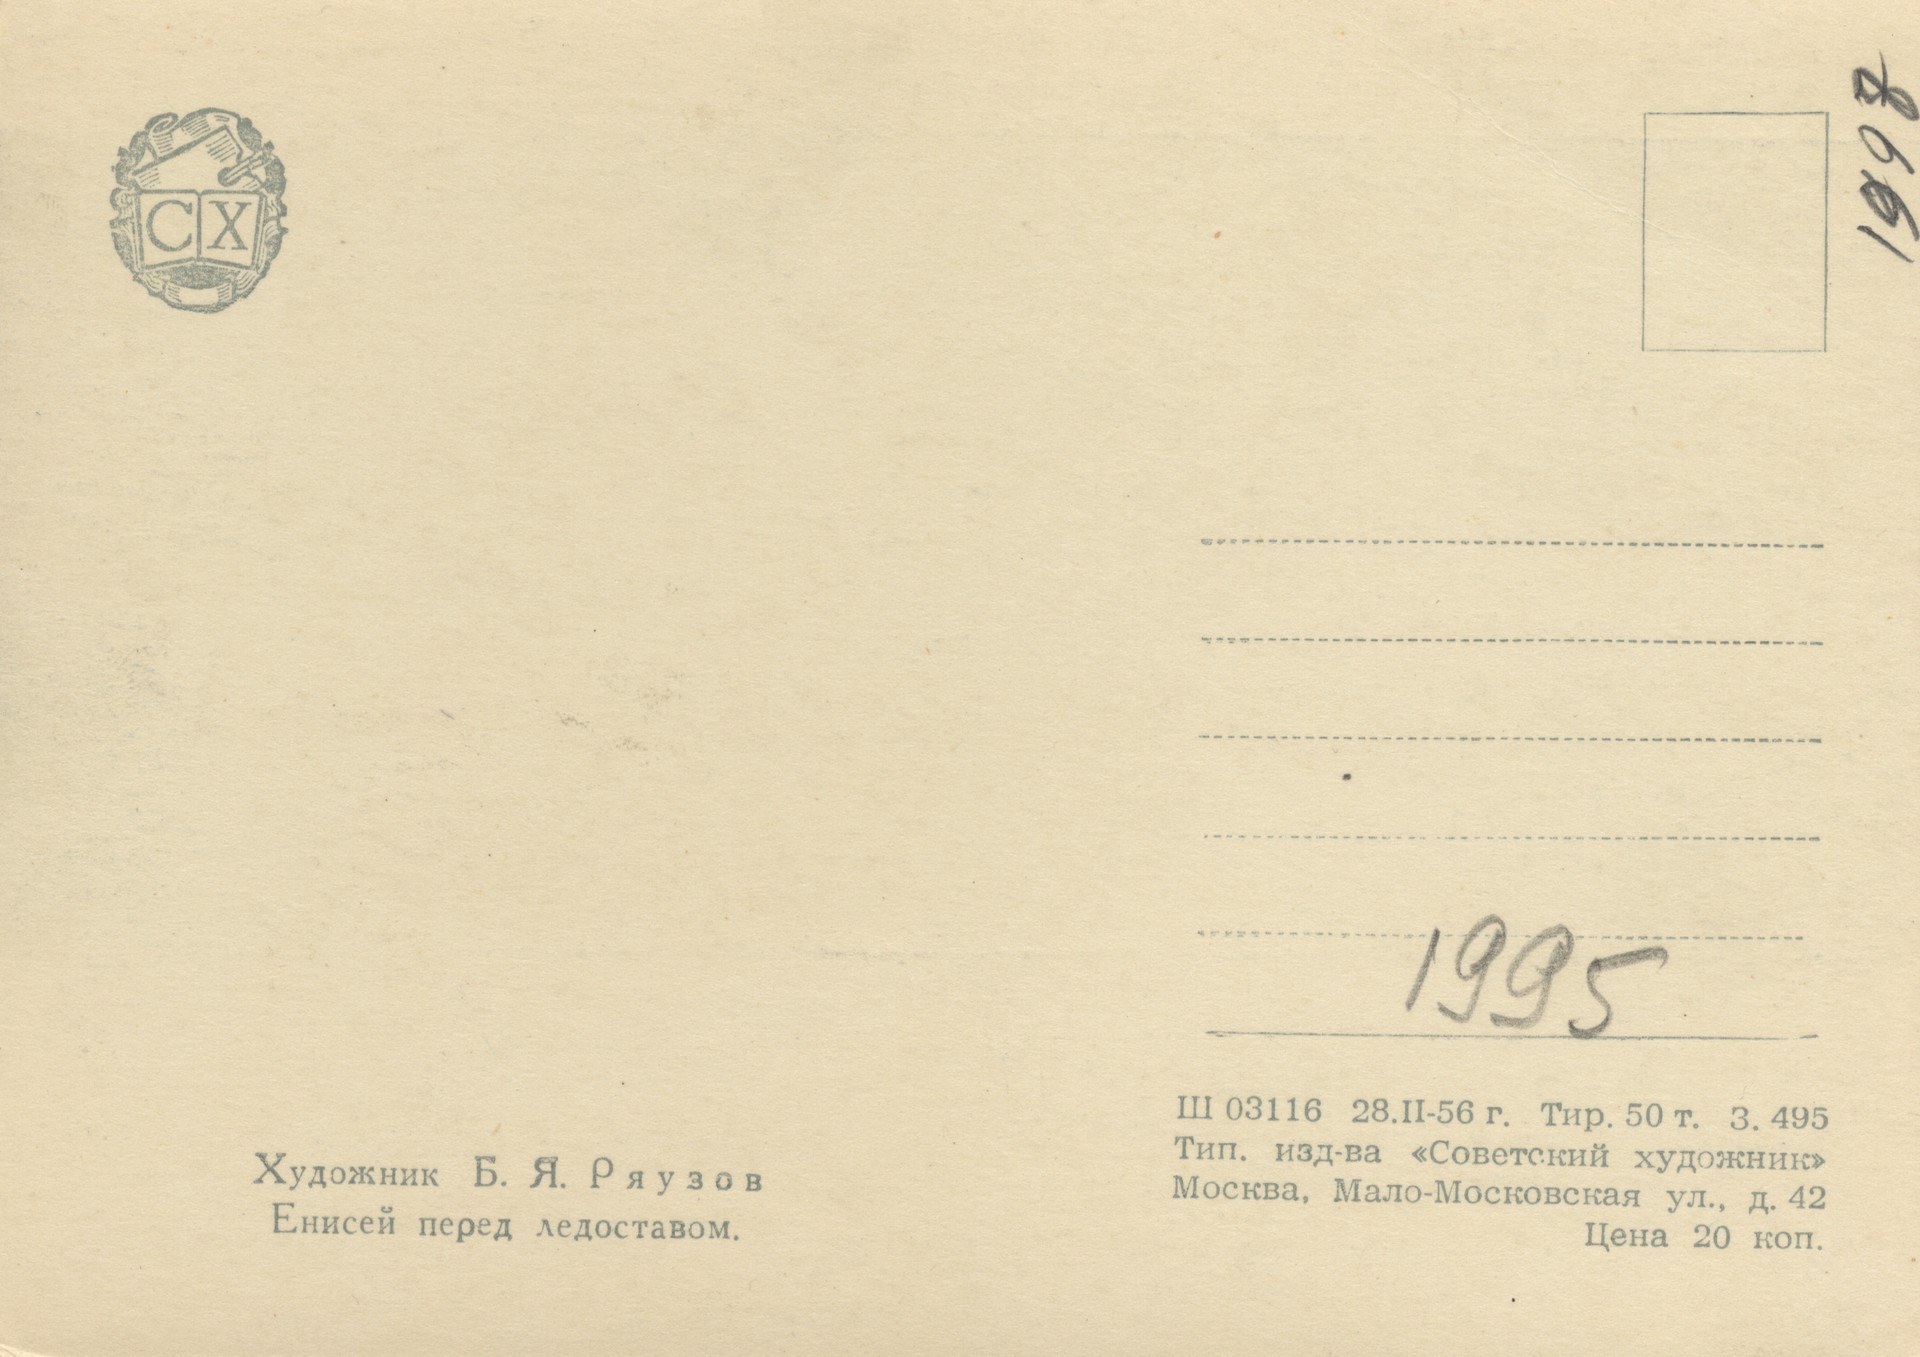 СХ
1998
1995
Ш 03116 28.II-56 г. Тир. 50 т. З. 495
Тип. изд-ва «Советский художник»
Москва, Мало-Московская ул., д. 42
Цена 20 коп.
Художник Б. Я. Ряузов
Енисей перед ледоставом.